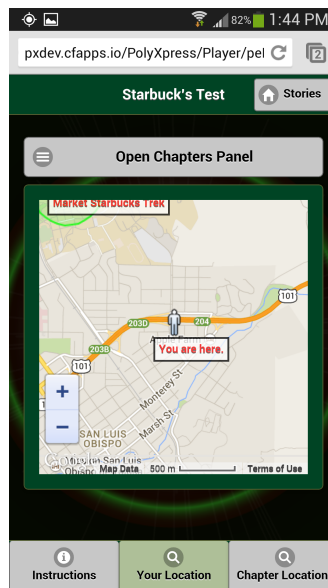 82% 1:44 PM
pxdev.cfapps.io/PolyXpress/Player/pel
2
Starbuck's Test
Stories
Open Chapters Panel
Market Starbucks Trek
101
203D
204
You are here.
203B
101
+
Monterey St
Marsh St
−
SAN LUIS
OBISPO
Map Data 500 m Terms of Use
Instructions
Your Location
Chapter Location